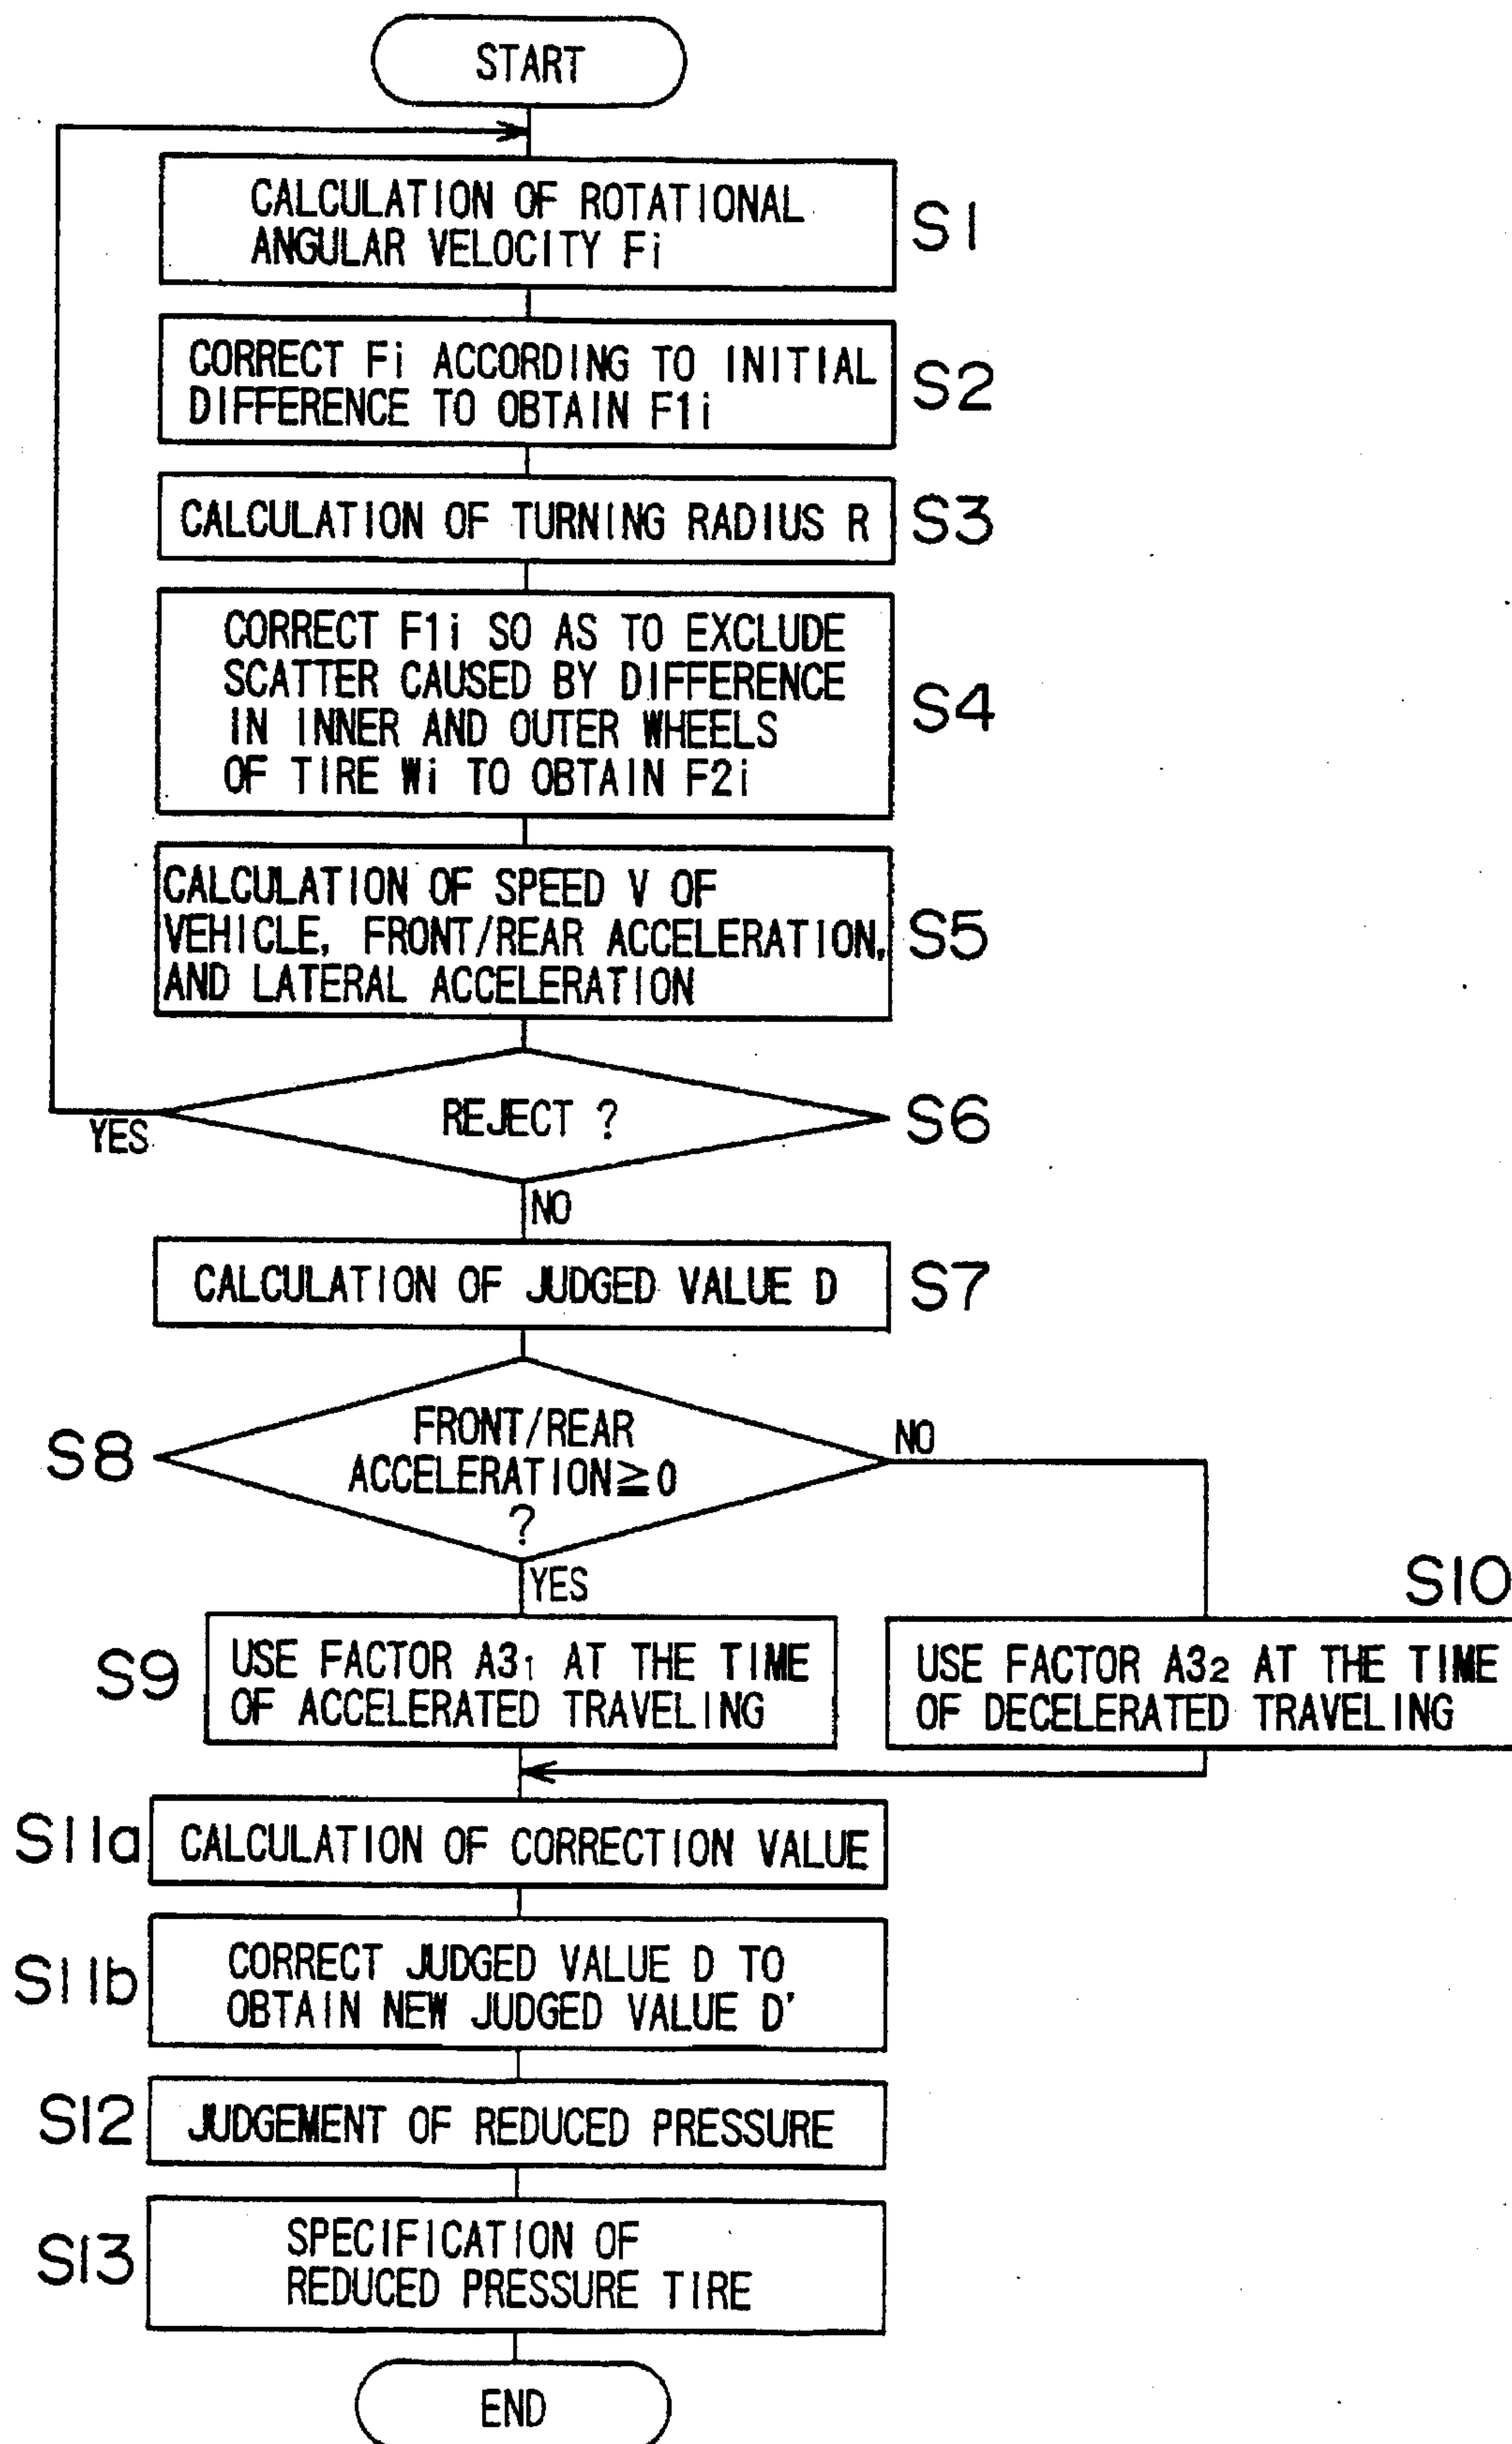 START
CALCULATION OF ROTATIONAL
ANGULAR VELOCITY Fi
S1
CORRECT Fi ACCORDING TO INITIAL
DIFFERENCE TO OBTAIN F1i
S2
CALCULATION OF TURNING RADIUS R
S3
CORRECT F1i SO AS TO EXCLUDE
SCATTER CAUSED BY DIFFERENCE
IN INNER AND OUTER WHEELS
OF TIRE Wi TO OBTAIN F2i
S4
CALCULATION OF SPEED V OF
VEHICLE, FRONT/REAR ACCELERATION,
AND LATERAL ACCELERATION
S5
REJECT ?
S6
YES
NO
CALCULATION OF JUDGED VALUE D
S7
S8
FRONT/REAR
ACCELERATION≧0
?
NO
YES
S9
USE FACTOR A3₁ AT THE TIME
OF ACCELERATED TRAVELING
S10
USE FACTOR A3₂ AT THE TIME
OF DECELERATED TRAVELING
S11a
CALCULATION OF CORRECTION VALUE
S11b
CORRECT JUDGED VALUE D TO
OBTAIN NEW JUDGED VALUE D'
S12
JUDGEMENT OF REDUCED PRESSURE
S13
SPECIFICATION OF
REDUCED PRESSURE TIRE
END